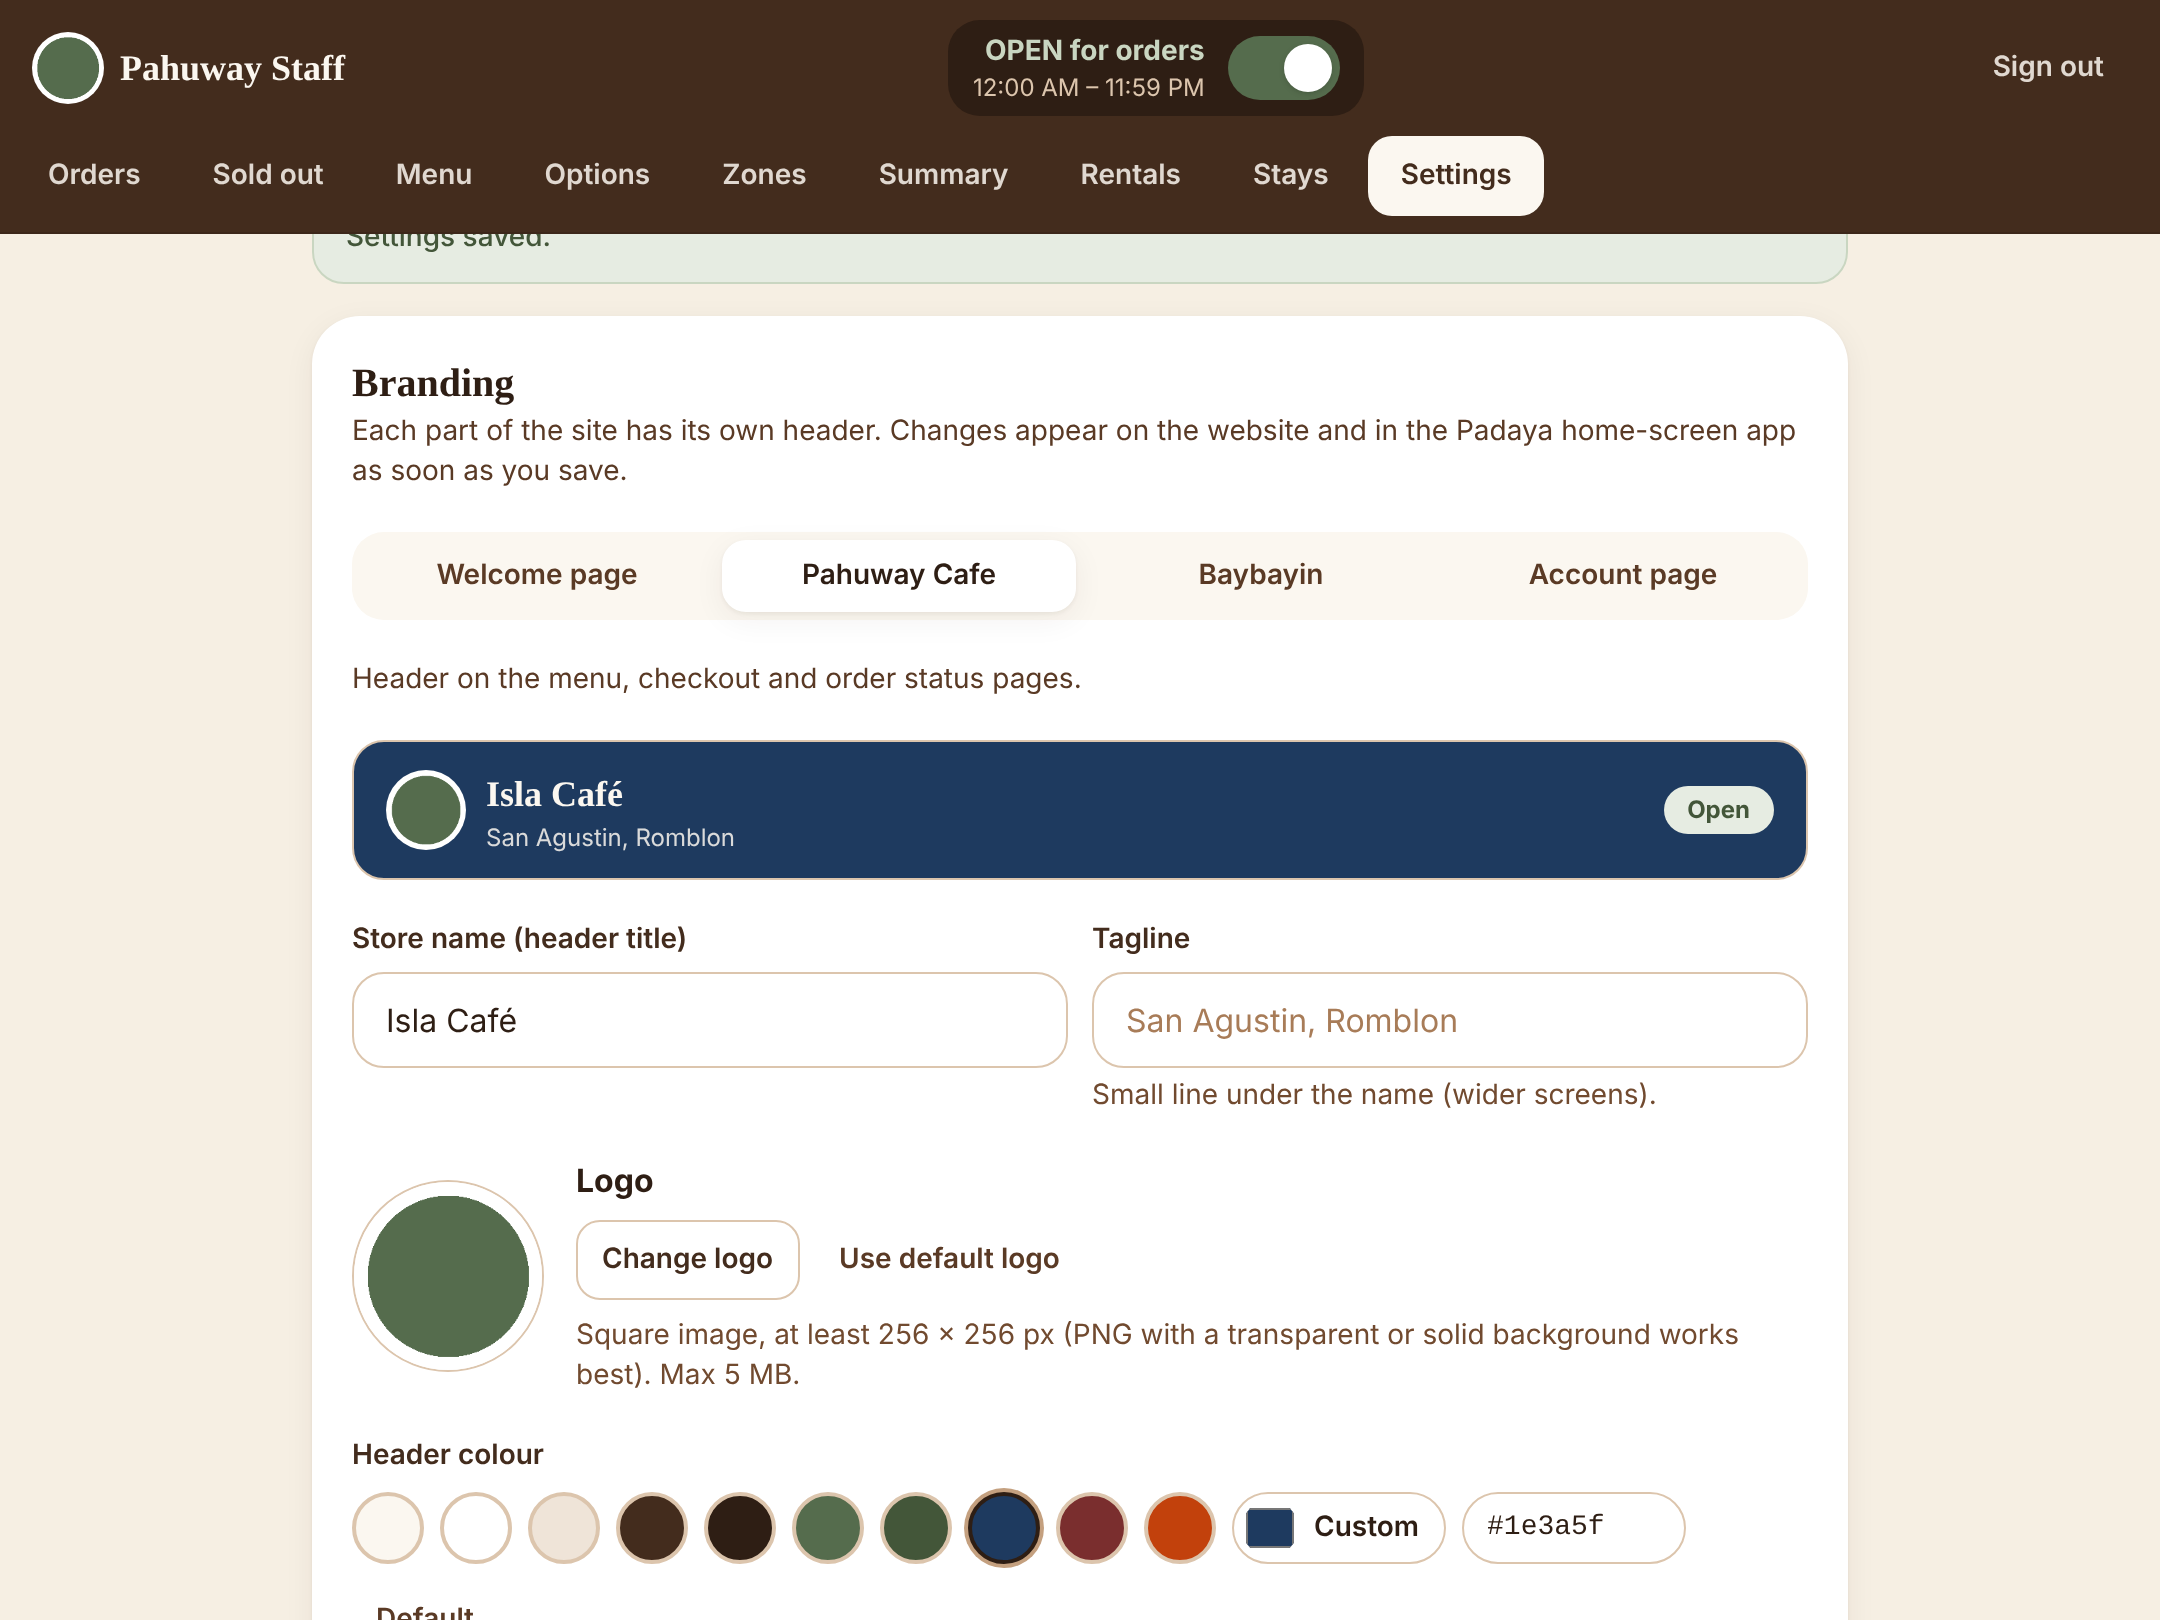 Pahuway Staff
OPEN for orders
12:00 AM – 11:59 PM
Sign out
Orders
Sold out
Menu
Options
Zones
Summary
Rentals
Stays
Settings
Settings saved.
Branding
Each part of the site has its own header. Changes appear on the website and in the Padaya home-screen app
as soon as you save.
Welcome page
Pahuway Cafe
Baybayin
Account page
Header on the menu, checkout and order status pages.
Isla Café
San Agustin, Romblon
Open
Store name (header title)
Tagline
Isla Café
San Agustin, Romblon
Small line under the name (wider screens).
Logo
Change logo
Use default logo
Square image, at least 256 × 256 px (PNG with a transparent or solid background works
best). Max 5 MB.
Header colour
Custom
#1e3a5f
Default